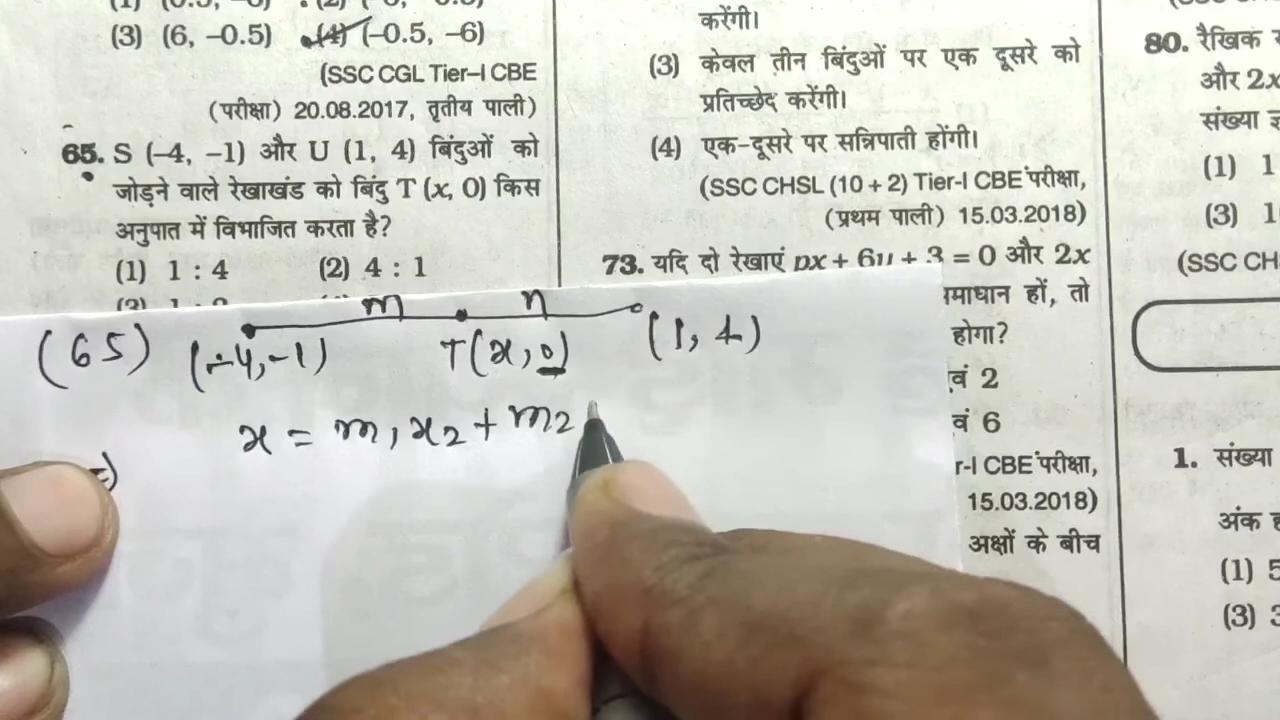 (3) (6, –0.5) (4) (–0.5, –6)
(SSC CGL Tier–I CBE
(परीक्षा) 20.08.2017, तृतीय पाली)
65. S (–4, –1) और U (1, 4) बिंदुओं को
जोड़ने वाले रेखाखंड को बिंदु T (x, 0) किस
अनुपात में विभाजित करता है?
(1) 1 : 4 (2) 4 : 1
m n
(65) (-4,-1) T(x,0) (1,4)
x = m1x2 + m2
करेंगी।
(3) केवल तीन बिंदुओं पर एक दूसरे को
प्रतिच्छेद करेंगी।
(4) एक-दूसरे पर सन्निपाती होंगी।
(SSC CHSL (10 + 2) Tier-I CBE परीक्षा,
(प्रथम पाली) 15.03.2018)
73. यदि दो रेखाएं px + 6y + 3 = 0 और 2x
समाधान हों, तो
होगा?
वं 2
वं 6
r-I CBE परीक्षा,
15.03.2018)
अक्षों के बीच
80. रैखिक
और 2x
संख्या
(1) 1
(3) 1
(SSC CH
1. संख्या
अंक
(1) 5
(3) 3